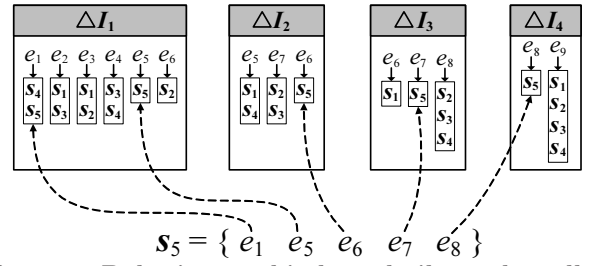 △I1 △I2 △I3 △I4
e1 e2 e3 e4 e5 e6 e5 e7 e6 e6 e7 e8 e8 e9
s4 s1 s1 s3 s5 s2 s1 s2 s5 s1 s5 s2 s5 s1
s5 s3 s2 s4 s4 s3 s3 s2
s4 s3
s4
s5 = { e1 e5 e6 e7 e8 }